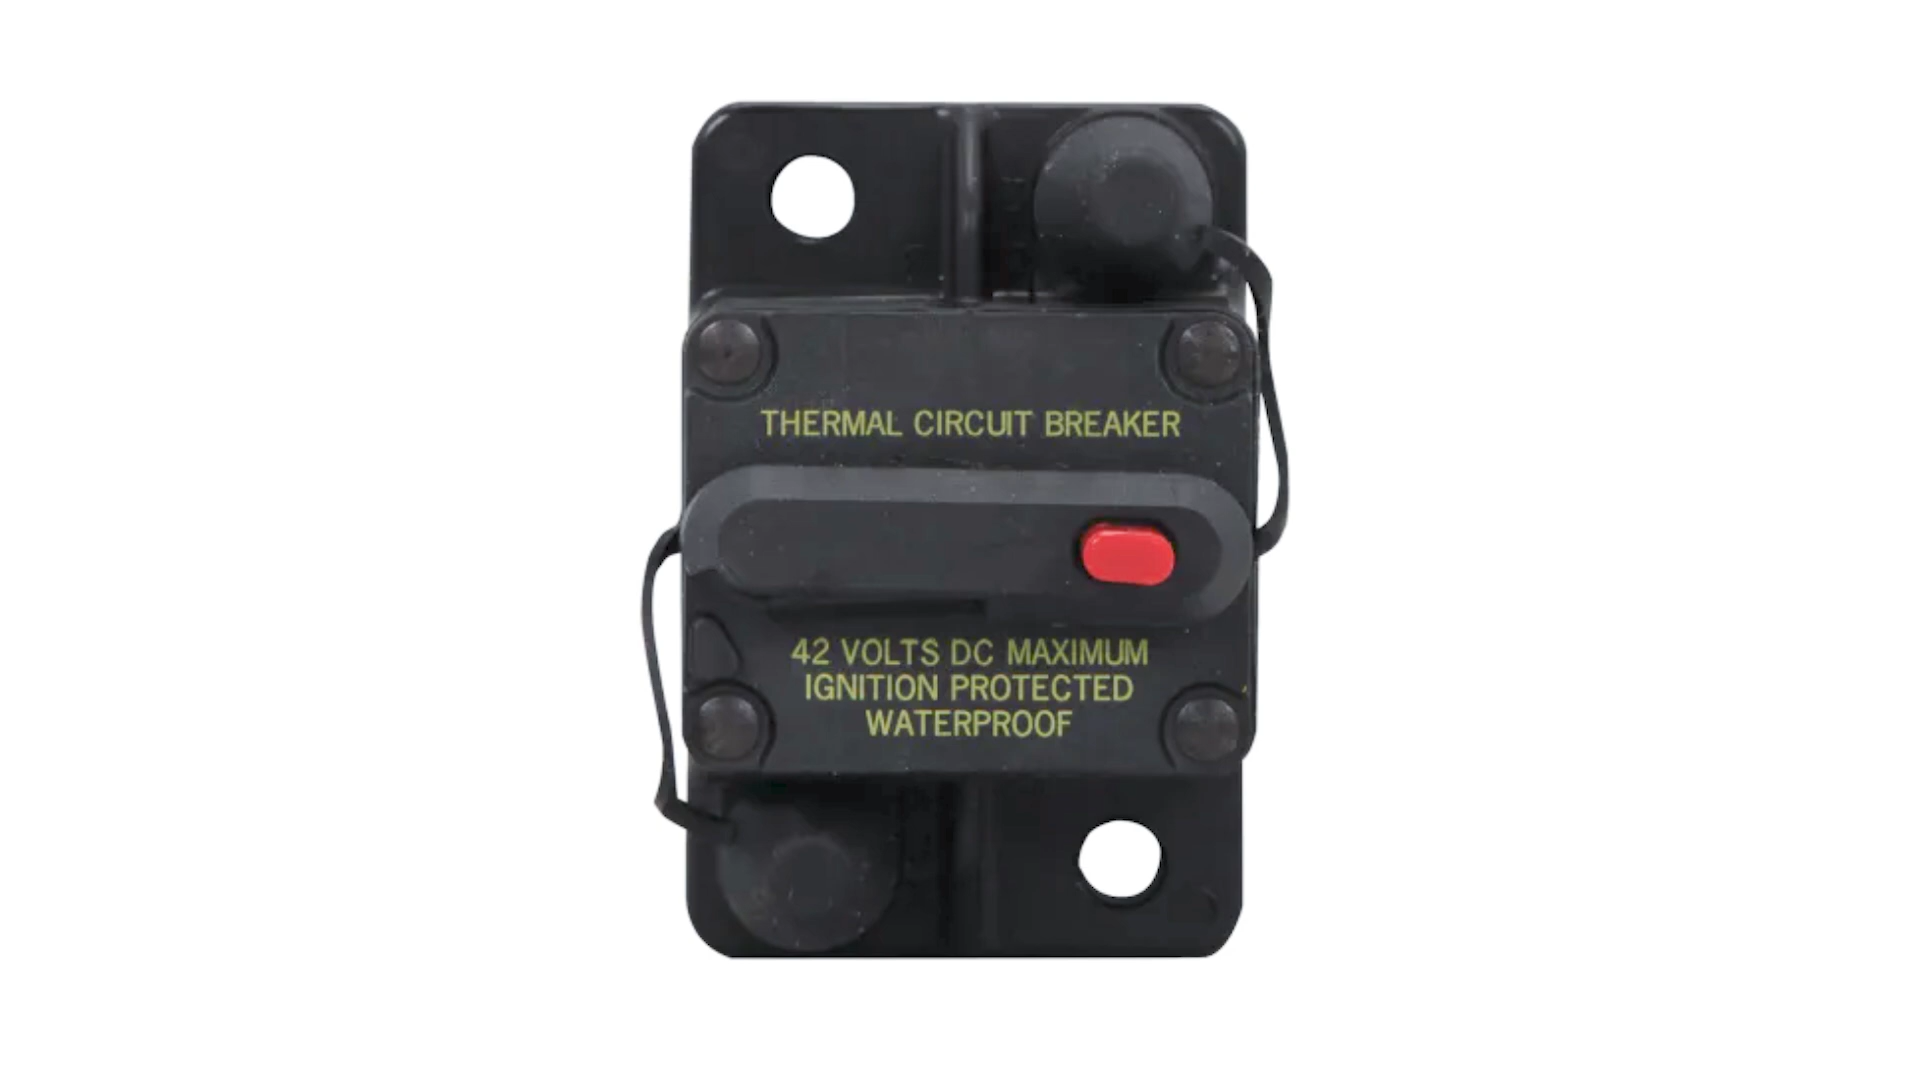 THERMAL CIRCUIT BREAKER
42 VOLTS DC MAXIMUM
IGNITION PROTECTED
WATERPROOF